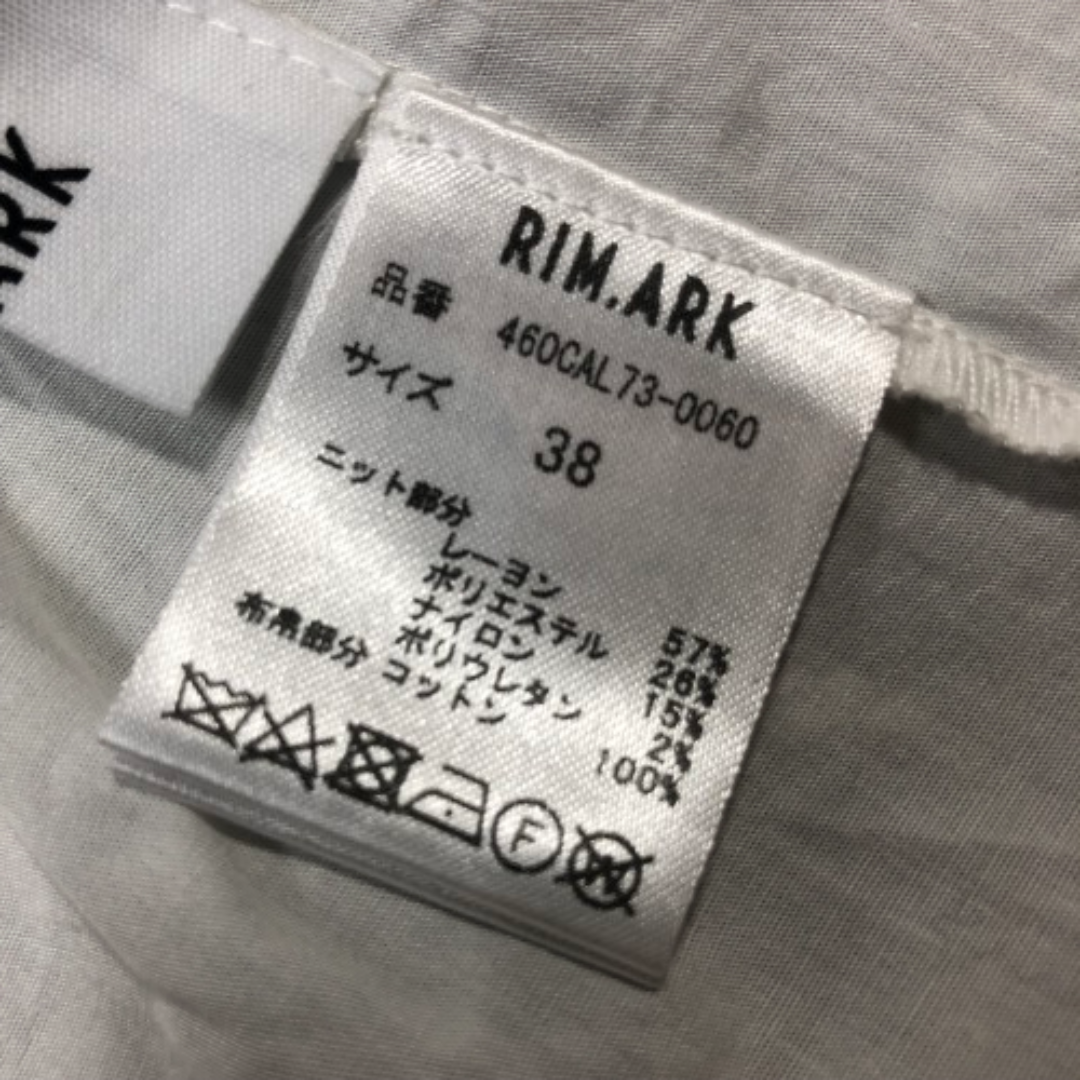 ARK
RIM.ARK
品番 460CAL73-0060
サイズ 38
ニット部分
レーヨン 57%
ポリエステル 26%
ナイロン 15%
ポリウレタン 2%
布帛部分 コットン 100%
F
W